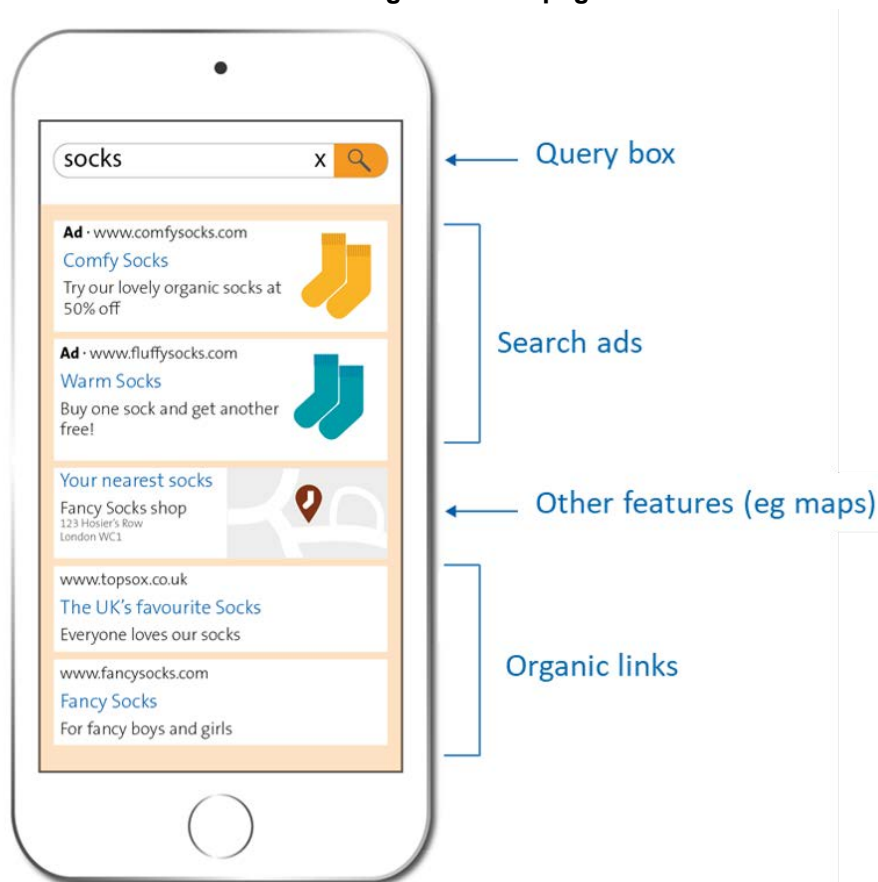 socks X
Query box
Ad · www.comfysocks.com
Comfy Socks
Try our lovely organic socks at
50% off
Ad · www.fluffysocks.com
Warm Socks
Buy one sock and get another
free!
Search ads
Your nearest socks
Fancy Socks shop
123 Hosier's Row
London WC1
Other features (eg maps)
www.topsox.co.uk
The UK's favourite Socks
Everyone loves our socks
www.fancysocks.com
Fancy Socks
For fancy boys and girls
Organic links